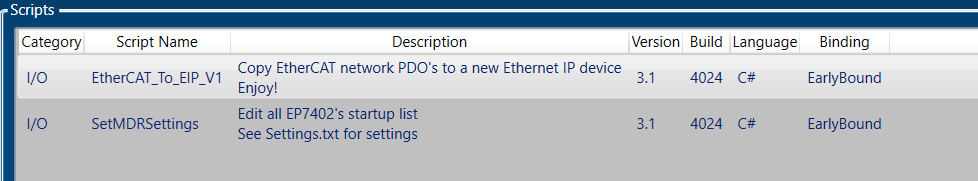 Scripts
Category Script Name Description Version Build Language Binding
I/O EtherCAT_To_EIP_V1 Copy EtherCAT network PDO's to a new Ethernet IP device 3.1 4024 C# EarlyBound
Enjoy!
I/O SetMDRSettings Edit all EP7402's startup list 3.1 4024 C# EarlyBound
See Settings.txt for settings